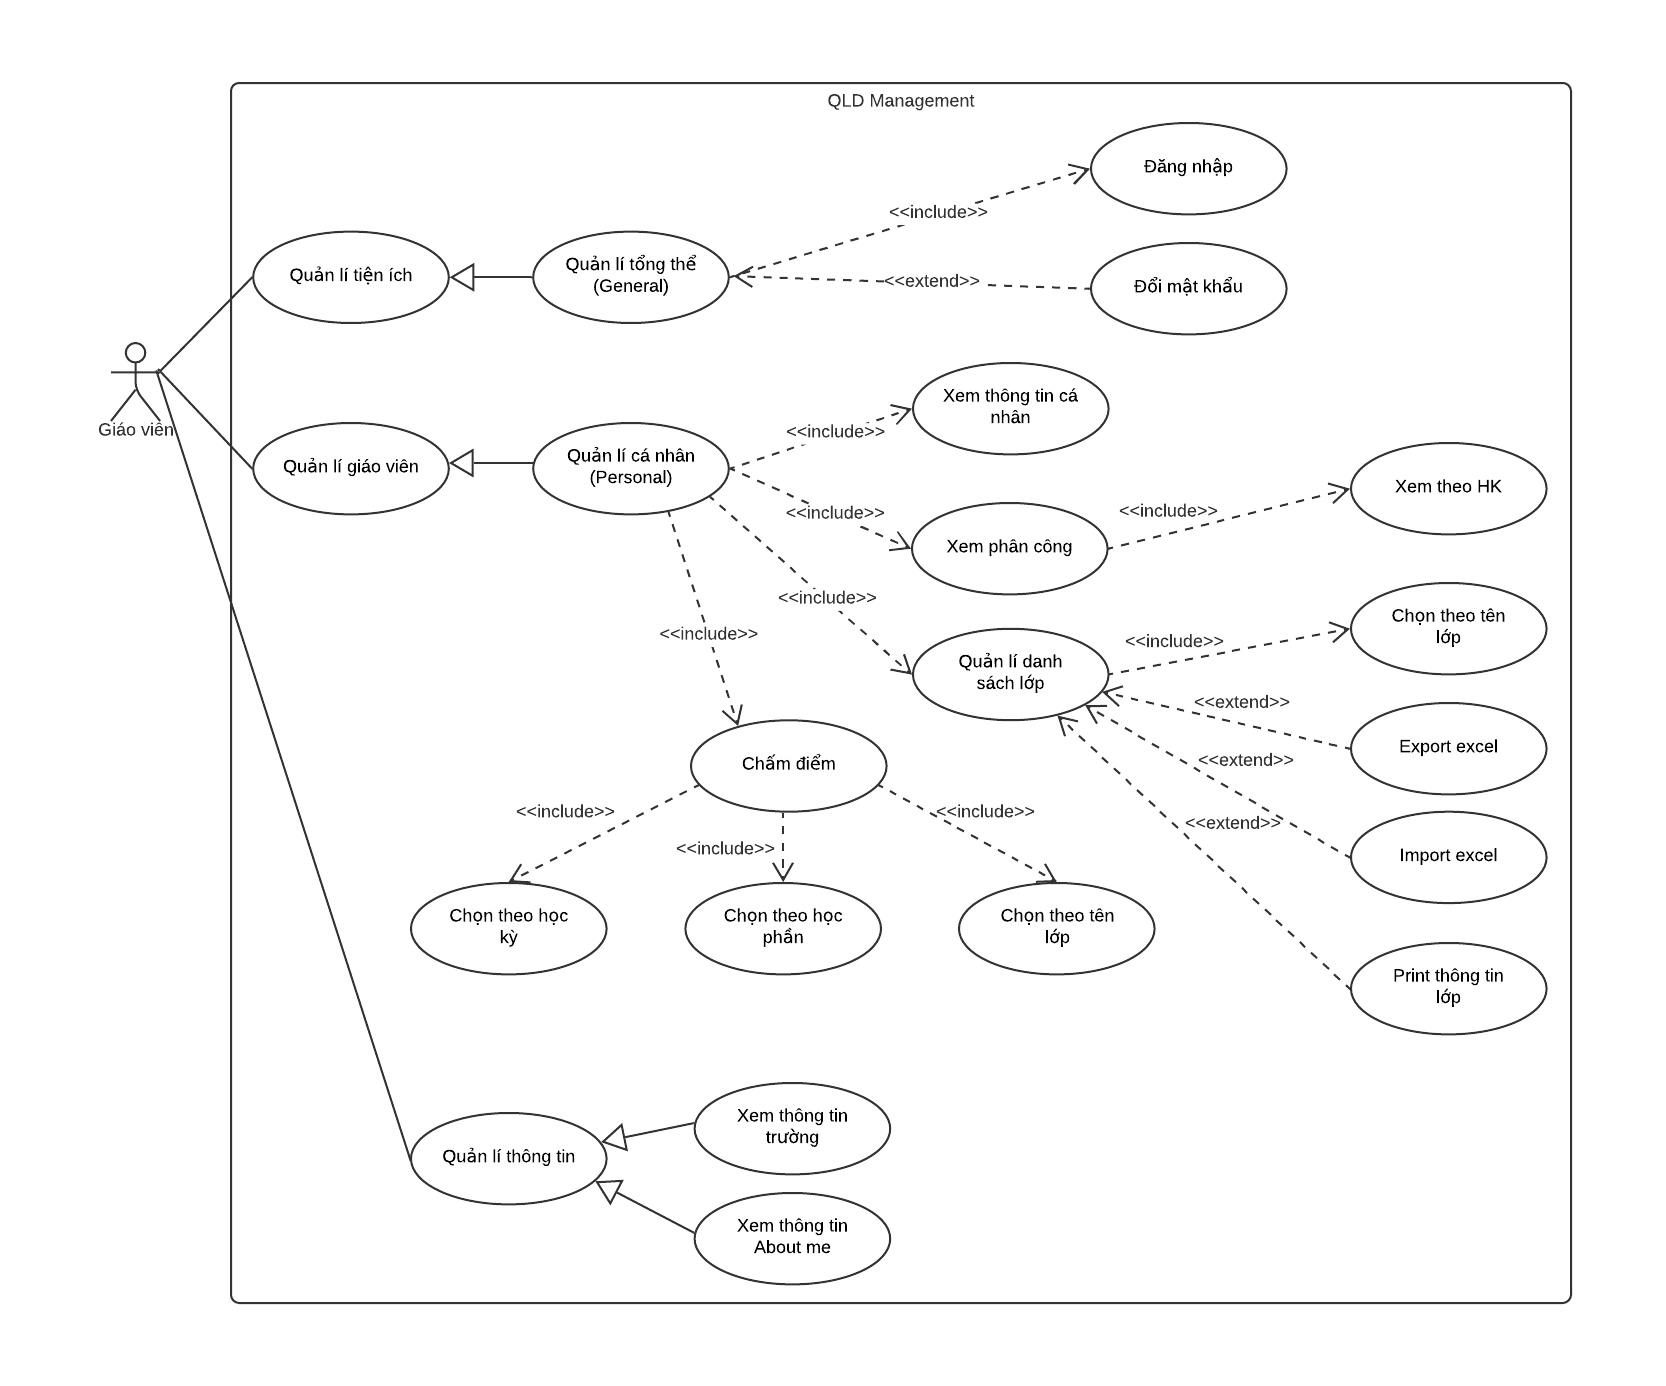 QLD Management
Đăng nhập
<<include>>
Quản lí tiện ích
Quản lí tổng thể
(General)
<<extend>>
Đổi mật khẩu
Giáo viên
Xem thông tin cá
nhân
<<include>>
Quản lí giáo viên
Quản lí cá nhân
(Personal)
<<include>>
Xem phân công
<<include>>
Xem theo HK
<<include>>
<<include>>
Quản lí danh
sách lớp
<<include>>
Chọn theo tên
lớp
<<extend>>
Export excel
<<extend>>
Import excel
<<extend>>
Print thông tin
lớp
Chấm điểm
<<include>>
<<include>>
<<include>>
Chọn theo học
kỳ
Chọn theo học
phần
Chọn theo tên
lớp
Quản lí thông tin
Xem thông tin
trường
Xem thông tin
About me